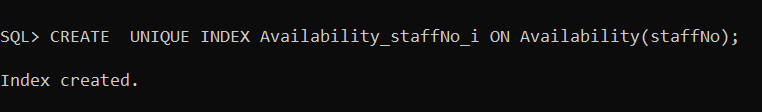 SQL> CREATE  UNIQUE INDEX Availability_staffNo_i ON Availability(staffNo);
Index created.